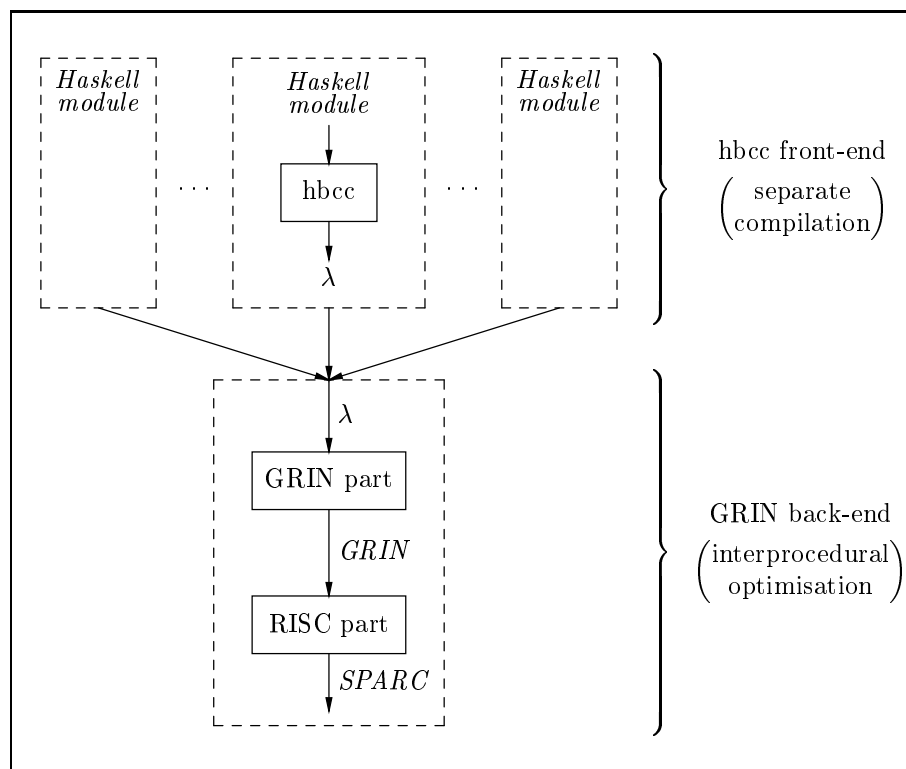 Haskell
module
Haskell
module
Haskell
module
. . .
hbcc
. . .
λ
hbcc front-end
(separate
compilation)
λ
GRIN part
GRIN
RISC part
SPARC
GRIN back-end
(interprocedural
optimisation)